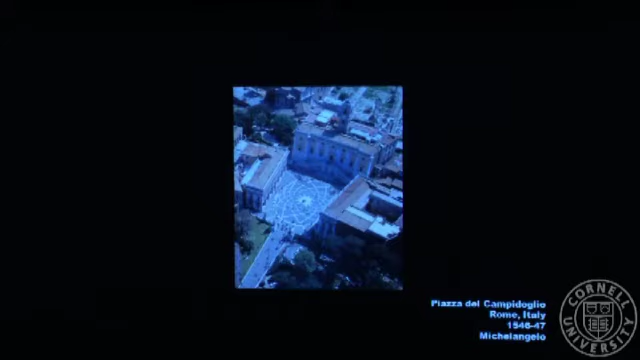 Piazza del Campidoglio
Rome, Italy
1546-47
Michelangelo
CORNELL
UNIVERSITY